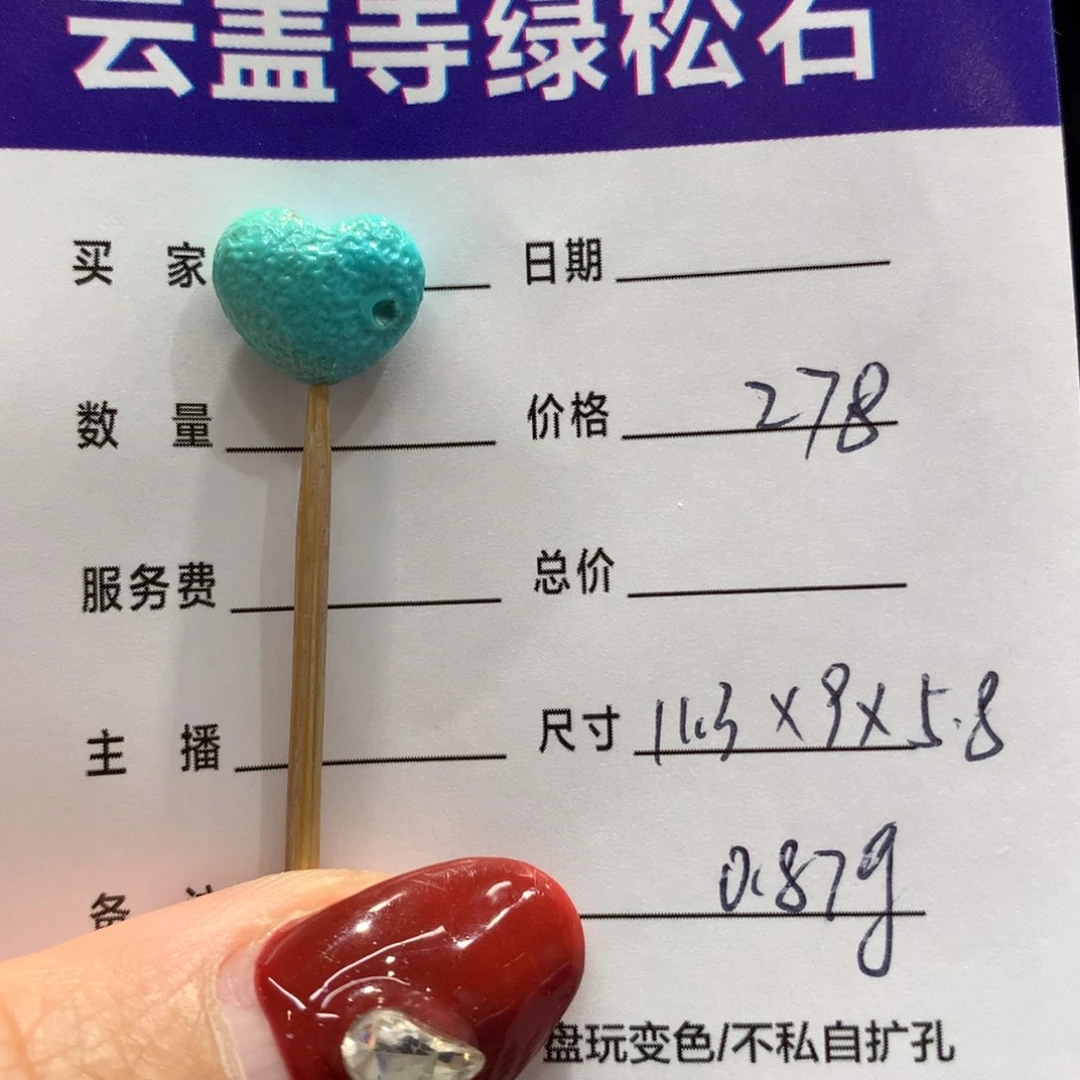 云盖寺绿松石
买 家 日期
数 量 价格 278
服务费 总价
主 播 尺寸 11.3×9×5.8
备 0.87g
盘玩变色/不私自扩孔